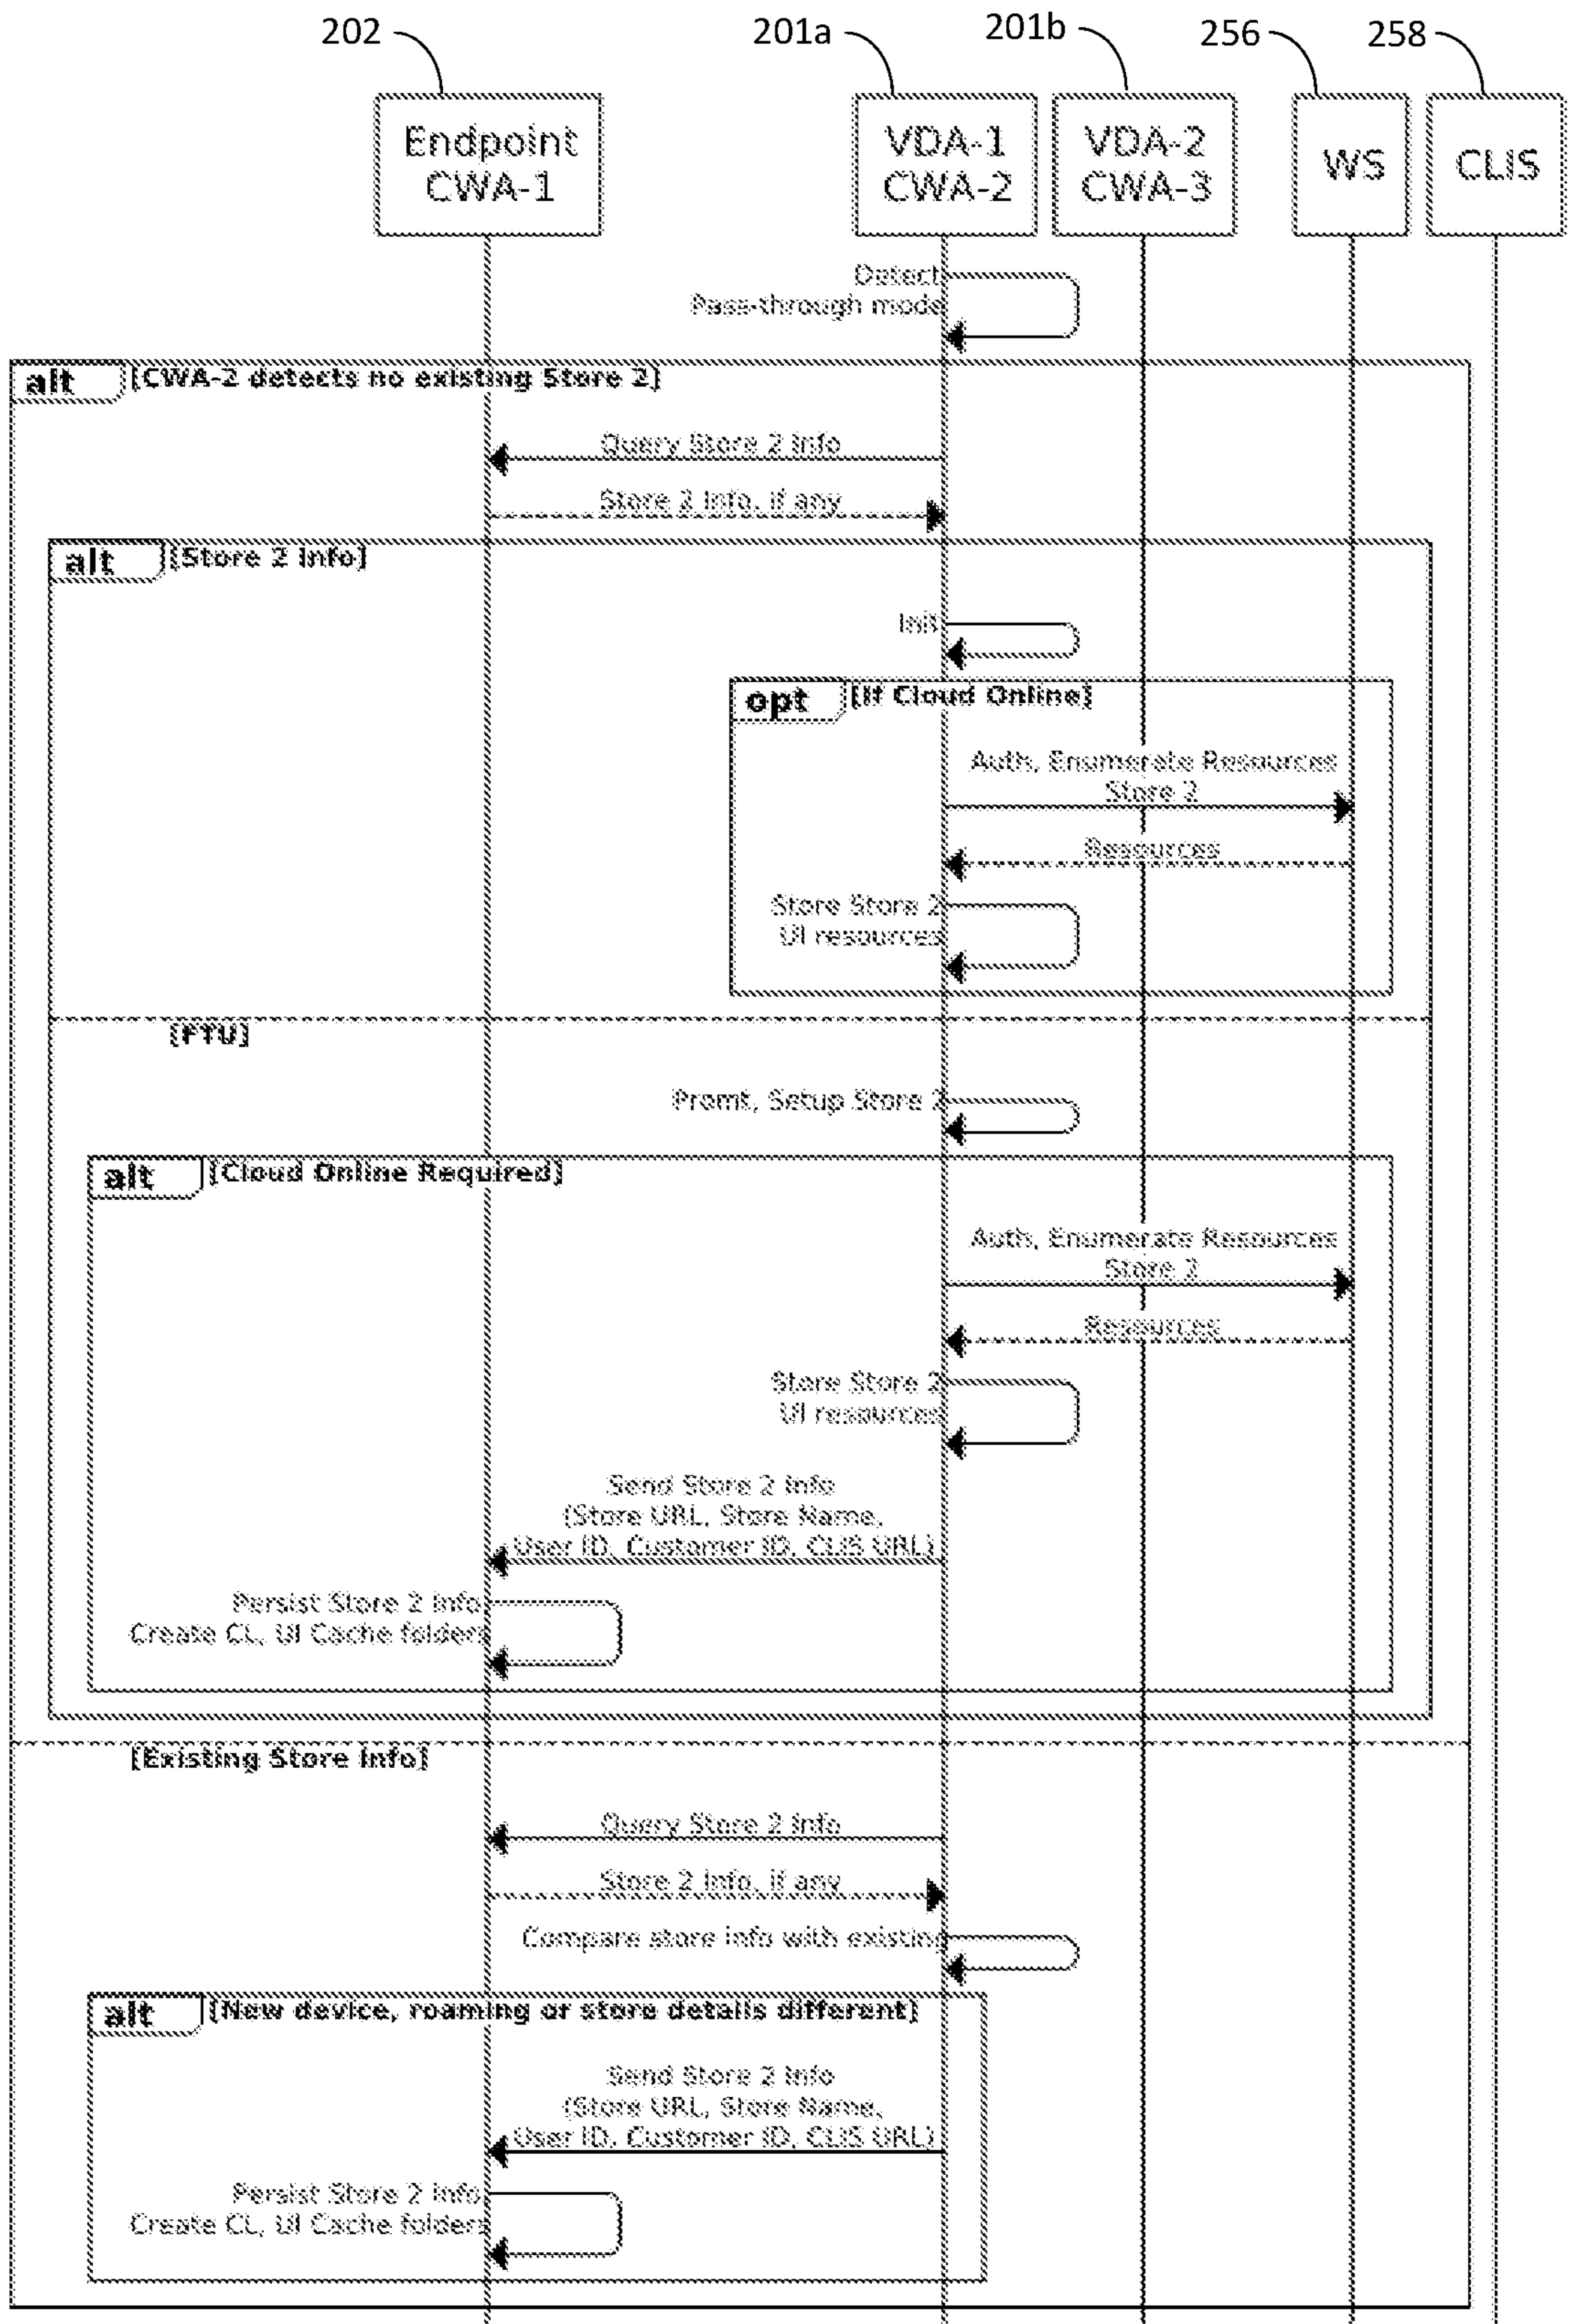 202
201a
201b
256
258
Endpoint
CWA-1
VDA-1
CWA-2
VDA-2
CWA-3
WS
CLIS
Detect
Pass-through mode
alt
[CWA-2 detects no existing Store 2]
Query Store 2 Info
Store 2 Info, if any
alt
[Store 2 Info]
Init
opt
[If Cloud Online]
Auth, Enumerate Resources
Store 2
Resources
Store Store 2
UI resources
[FTU]
Promt, Setup Store 2
alt
[Cloud Online Required]
Auth, Enumerate Resources
Store 2
Resources
Store Store 2
UI resources
Send Store 2 Info
(Store URL, Store Name,
User ID, Customer ID, CLIS URL)
Persist Store 2 Info
Create CL, UI Cache folders
[Existing Store Info]
Query Store 2 Info
Store 2 Info, if any
Compare store info with existing
alt
[New device, roaming or store details different]
Send Store 2 Info
(Store URL, Store Name,
User ID, Customer ID, CLIS URL)
Persist Store 2 Info
Create CL, UI Cache folders